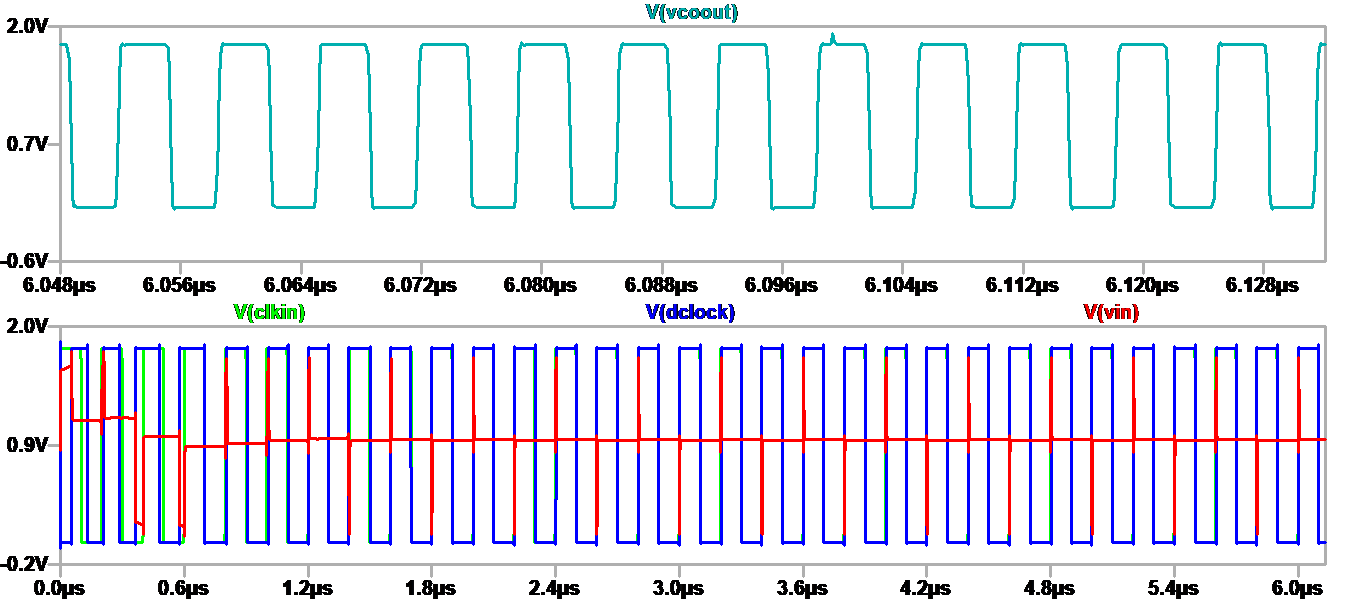 V(vcoout)
2.0V
0.7V
-0.6V
6.048µs 6.056µs 6.064µs 6.072µs 6.080µs 6.088µs 6.096µs 6.104µs 6.112µs 6.120µs 6.128µs
V(clkin) V(dclock) V(vin)
2.0V
0.9V
-0.2V
0.0µs 0.6µs 1.2µs 1.8µs 2.4µs 3.0µs 3.6µs 4.2µs 4.8µs 5.4µs 6.0µs